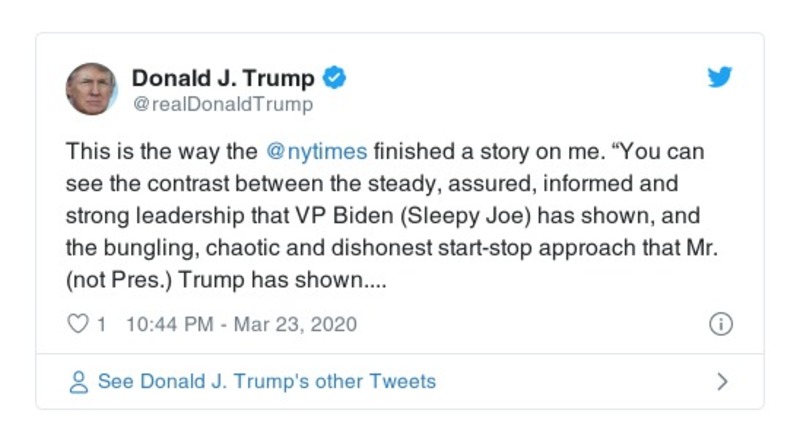 Donald J. Trump
@realDonaldTrump
This is the way the @nytimes finished a story on me. “You can
see the contrast between the steady, assured, informed and
strong leadership that VP Biden (Sleepy Joe) has shown, and
the bungling, chaotic and dishonest start-stop approach that Mr.
(not Pres.) Trump has shown....
1 10:44 PM - Mar 23, 2020
See Donald J. Trump's other Tweets